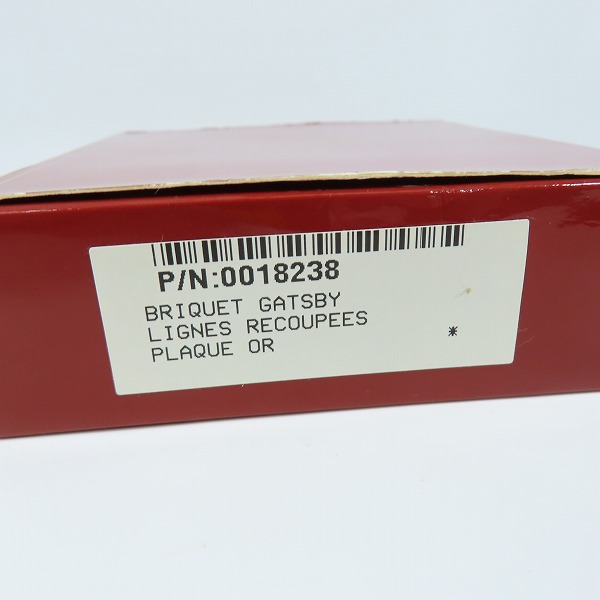 P/N:0018238
BRIQUET GATSBY
LIGNES RECOUPEES
PLAQUE OR *